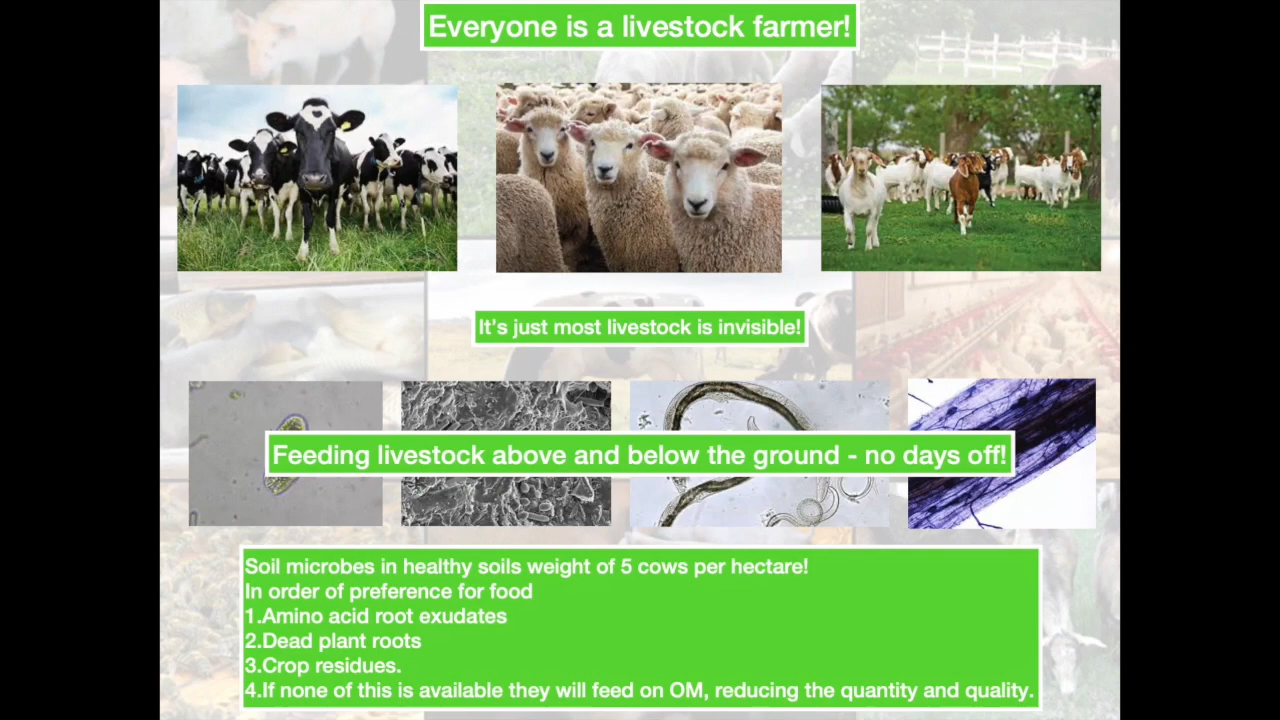 Everyone is a livestock farmer!
It's just most livestock is invisible!
Feeding livestock above and below the ground - no days off!
Soil microbes in healthy soils weight of 5 cows per hectare!
In order of preference for food
1.Amino acid root exudates
2.Dead plant roots
3.Crop residues.
4.If none of this is available they will feed on OM, reducing the quantity and quality.